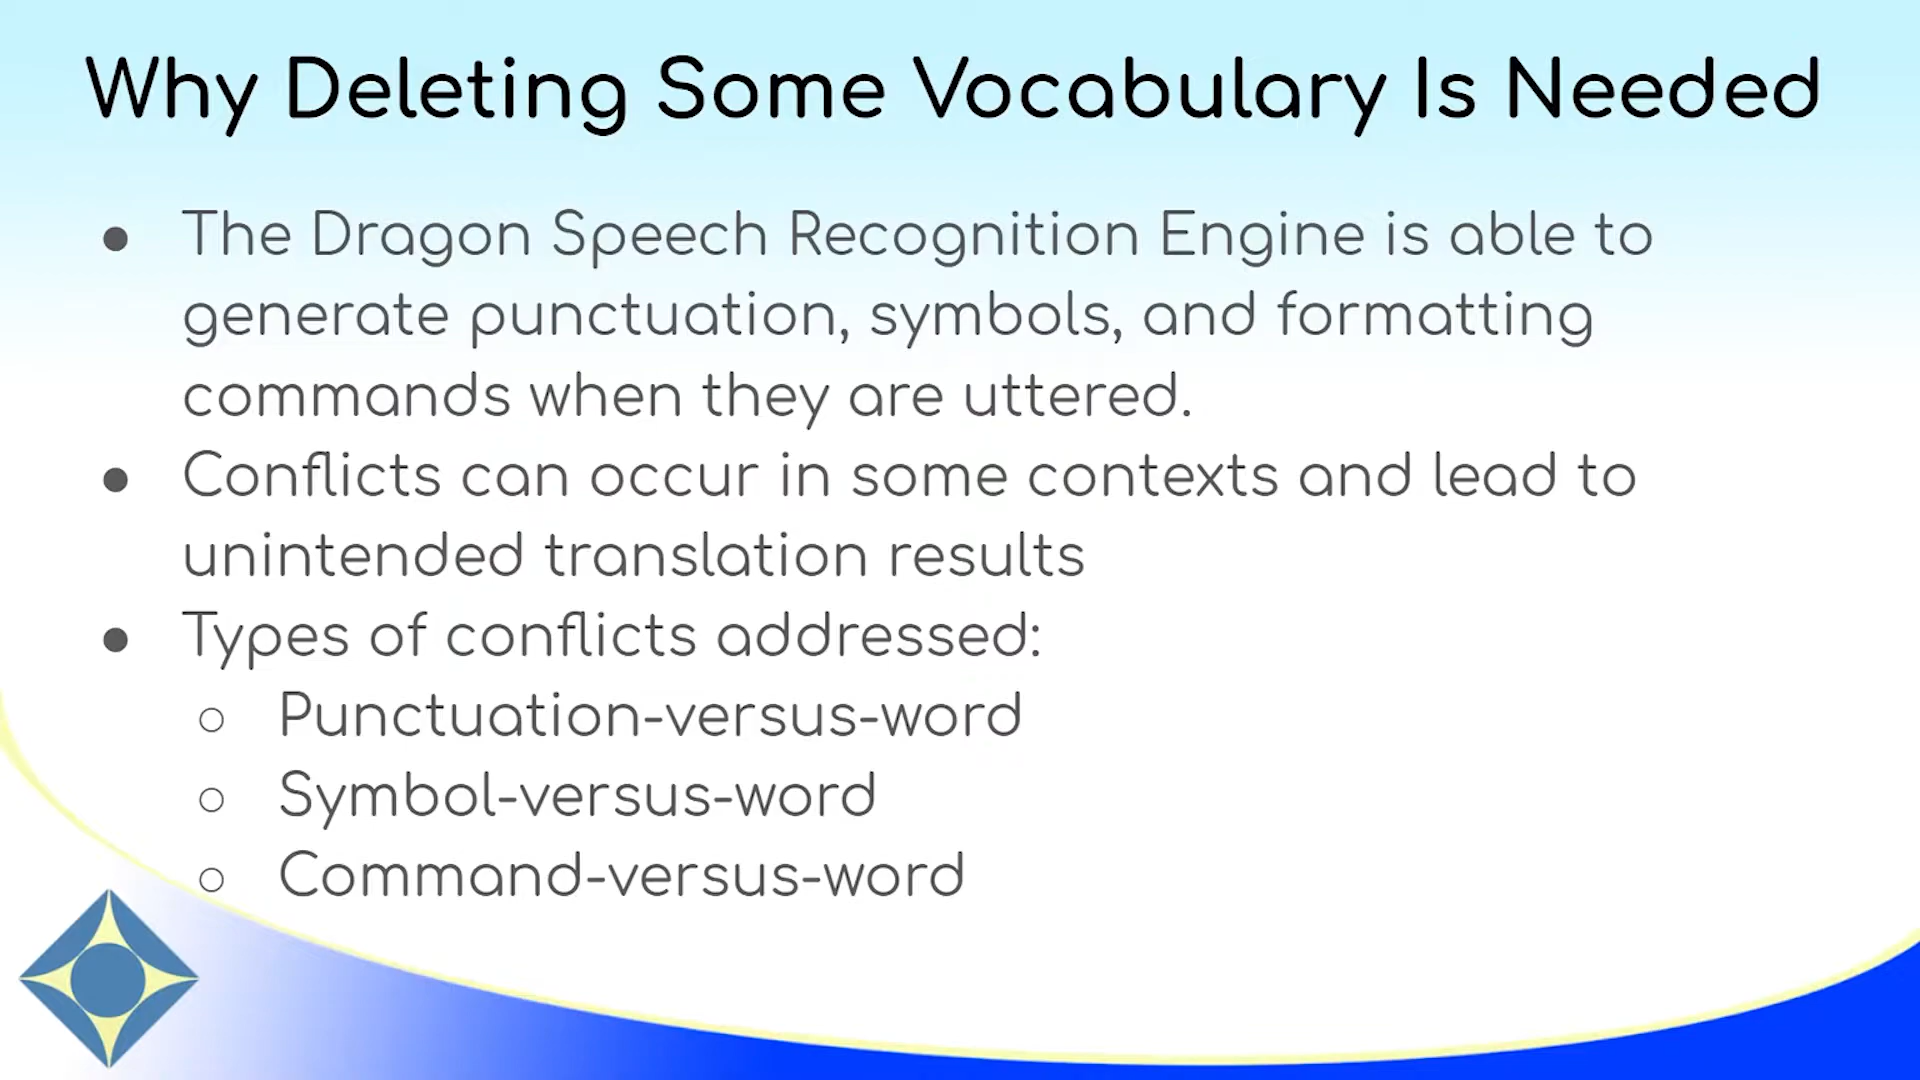 Why Deleting Some Vocabulary Is Needed
● The Dragon Speech Recognition Engine is able to
generate punctuation, symbols, and formatting
commands when they are uttered.
● Conflicts can occur in some contexts and lead to
unintended translation results
● Types of conflicts addressed:
○ Punctuation-versus-word
○ Symbol-versus-word
○ Command-versus-word